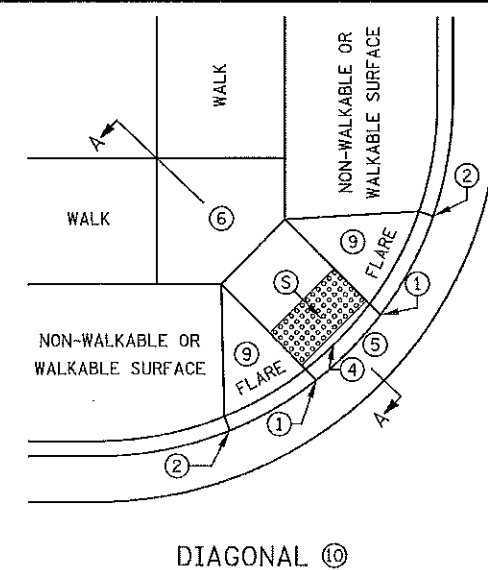 WALK
NON-WALKABLE OR
WALKABLE SURFACE
A
2
6
WALK
9
FLARE
S
1
NON-WALKABLE OR
WALKABLE SURFACE
9
FLARE
5
4
A
1
2
DIAGONAL 10